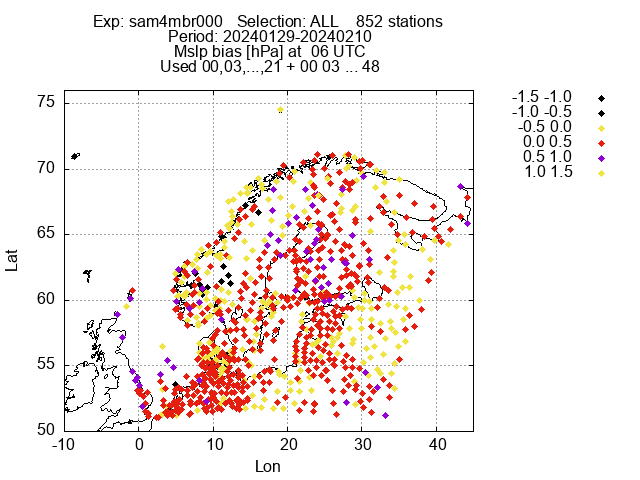 Exp: sam4mbr000   Selection: ALL    852 stations
Period: 20240129-20240210
Mslp bias [hPa] at  06 UTC
Used 00,03,...,21 + 00 03 ... 48
-1.5 -1.0
-1.0 -0.5
-0.5 0.0
0.0 0.5
0.5 1.0
1.0 1.5
75
70
65
60
55
50
Lat
-10 0 10 20 30 40
Lon